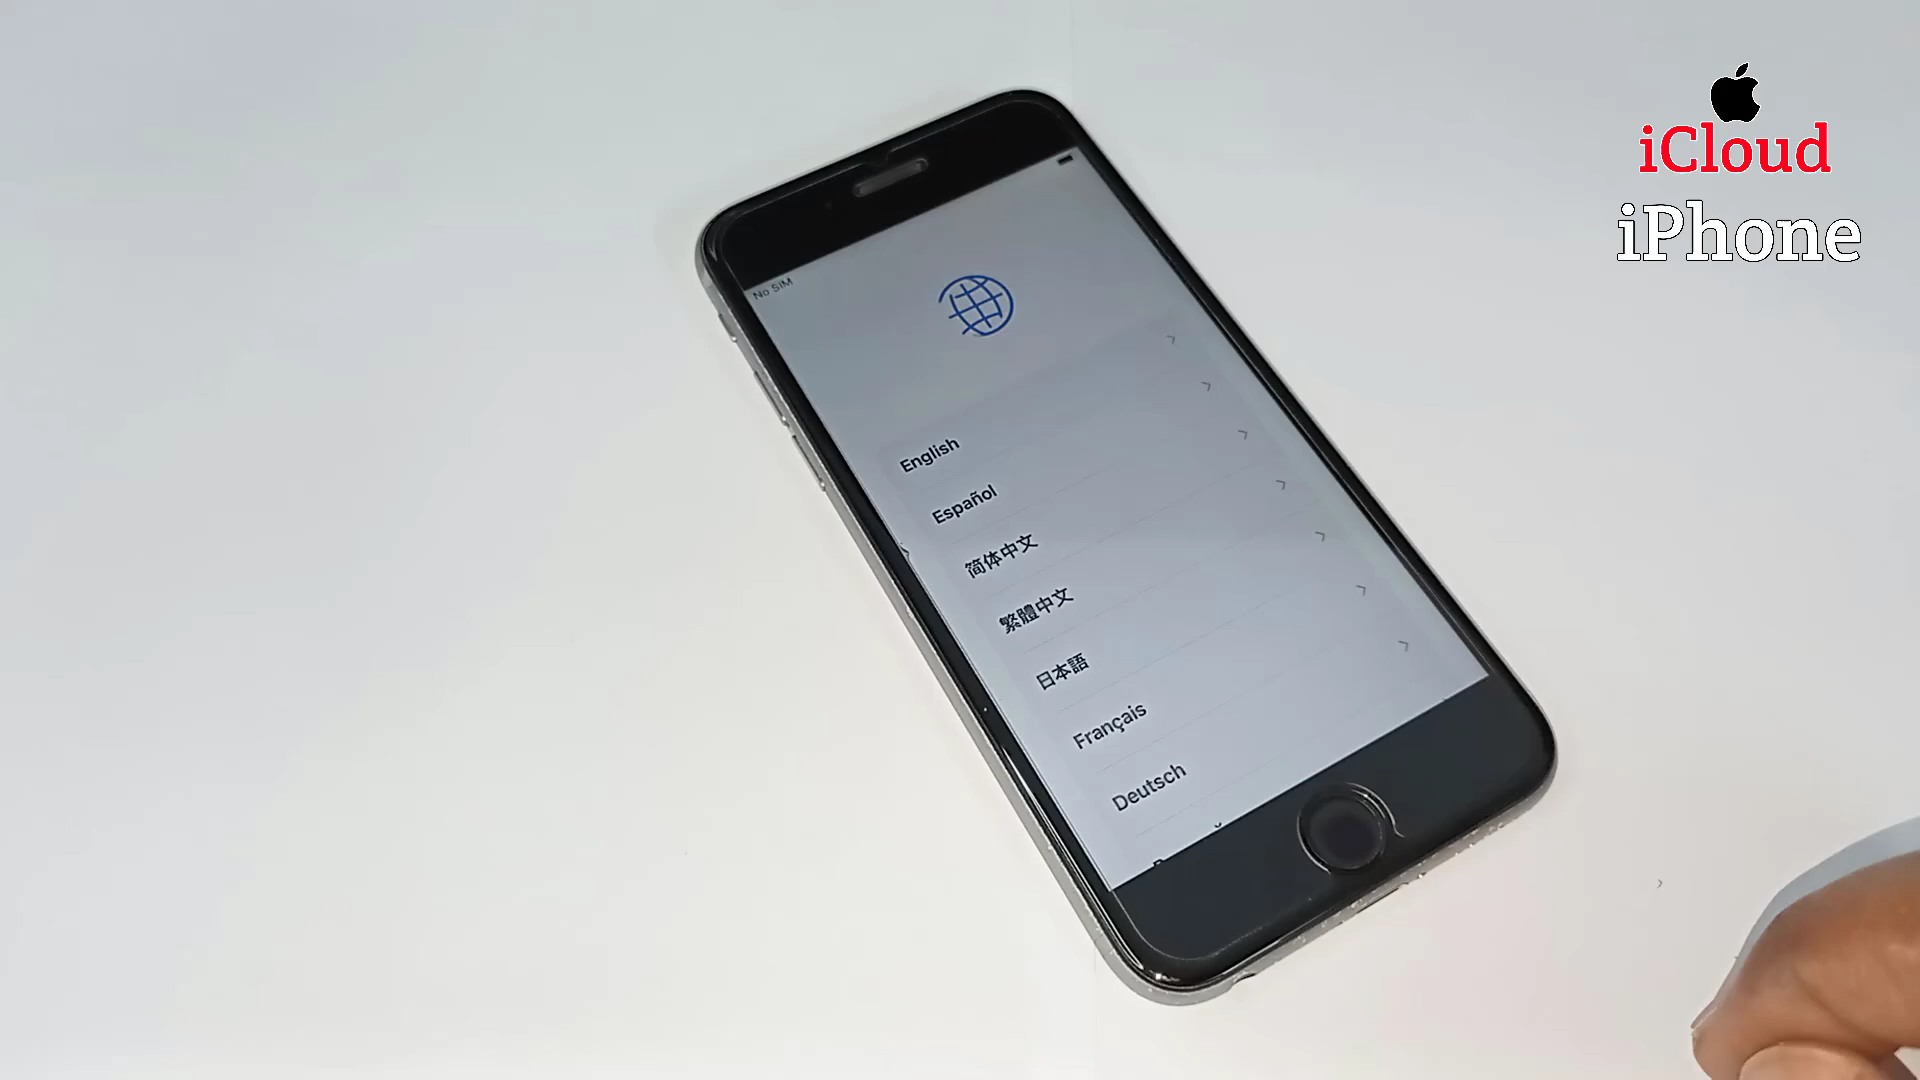 iCloud
iPhone
No SIM
English
Español
简体中文
繁體中文
日本語
Français
Deutsch